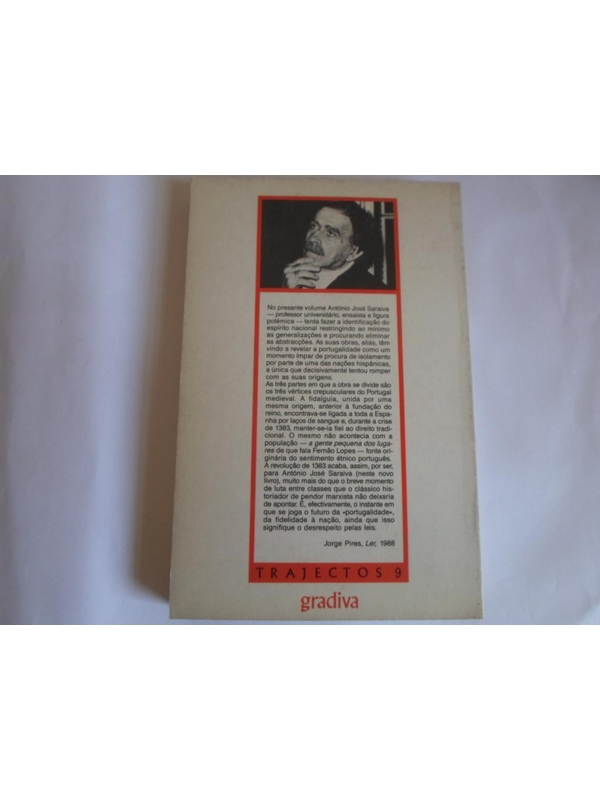 No presente volume António José Saraiva
— professor universitário, ensaísta e figura
polémica — tenta fazer a identificação do
espírito nacional restringindo ao mínimo
as generalizações e procurando eliminar
as abstracções. As suas obras, aliás, têm
vindo a revelar a portugalidade como um
momento ímpar de procura de isolamento
por parte de uma das nações hispânicas,
a única que decisivamente tentou romper
com as suas origens.
As três partes em que a obra se divide são
os três vértices crepusculares do Portugal
medieval. A fidalguia, unida por uma
mesma origem, anterior à fundação do
reino, encontrava-se ligada a toda a Espa-
nha por laços de sangue e, durante a crise
de 1383, manter-se-ia fiel ao direito tradi-
cional. O mesmo não acontecia com a
população — a gente pequena dos luga-
res de que fala Fernão Lopes — fonte ori-
ginária do sentimento étnico português.
A revolução de 1383 acaba, assim, por ser,
para António José Saraiva (neste novo
livro), muito mais do que o breve momento
de luta entre classes que o clássico his-
toriador de pendor marxista não deixaria
de apontar. É, efectivamente, o instante em
que se joga o futuro da «portugalidade»,
da fidelidade à nação, ainda que isso
signifique o desrespeito pelas leis.
Jorge Pires, Ler, 1988
TRAJECTOS 9
gradiva